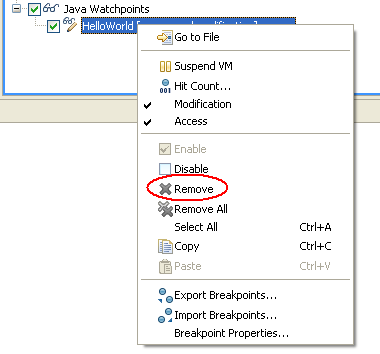 Java Watchpoints
HelloWorld
Go to File
Suspend VM
Hit Count...
Modification
Access
Enable
Disable
Remove
Remove All
Select All Ctrl+A
Copy Ctrl+C
Paste Ctrl+V
Export Breakpoints...
Import Breakpoints...
Breakpoint Properties...